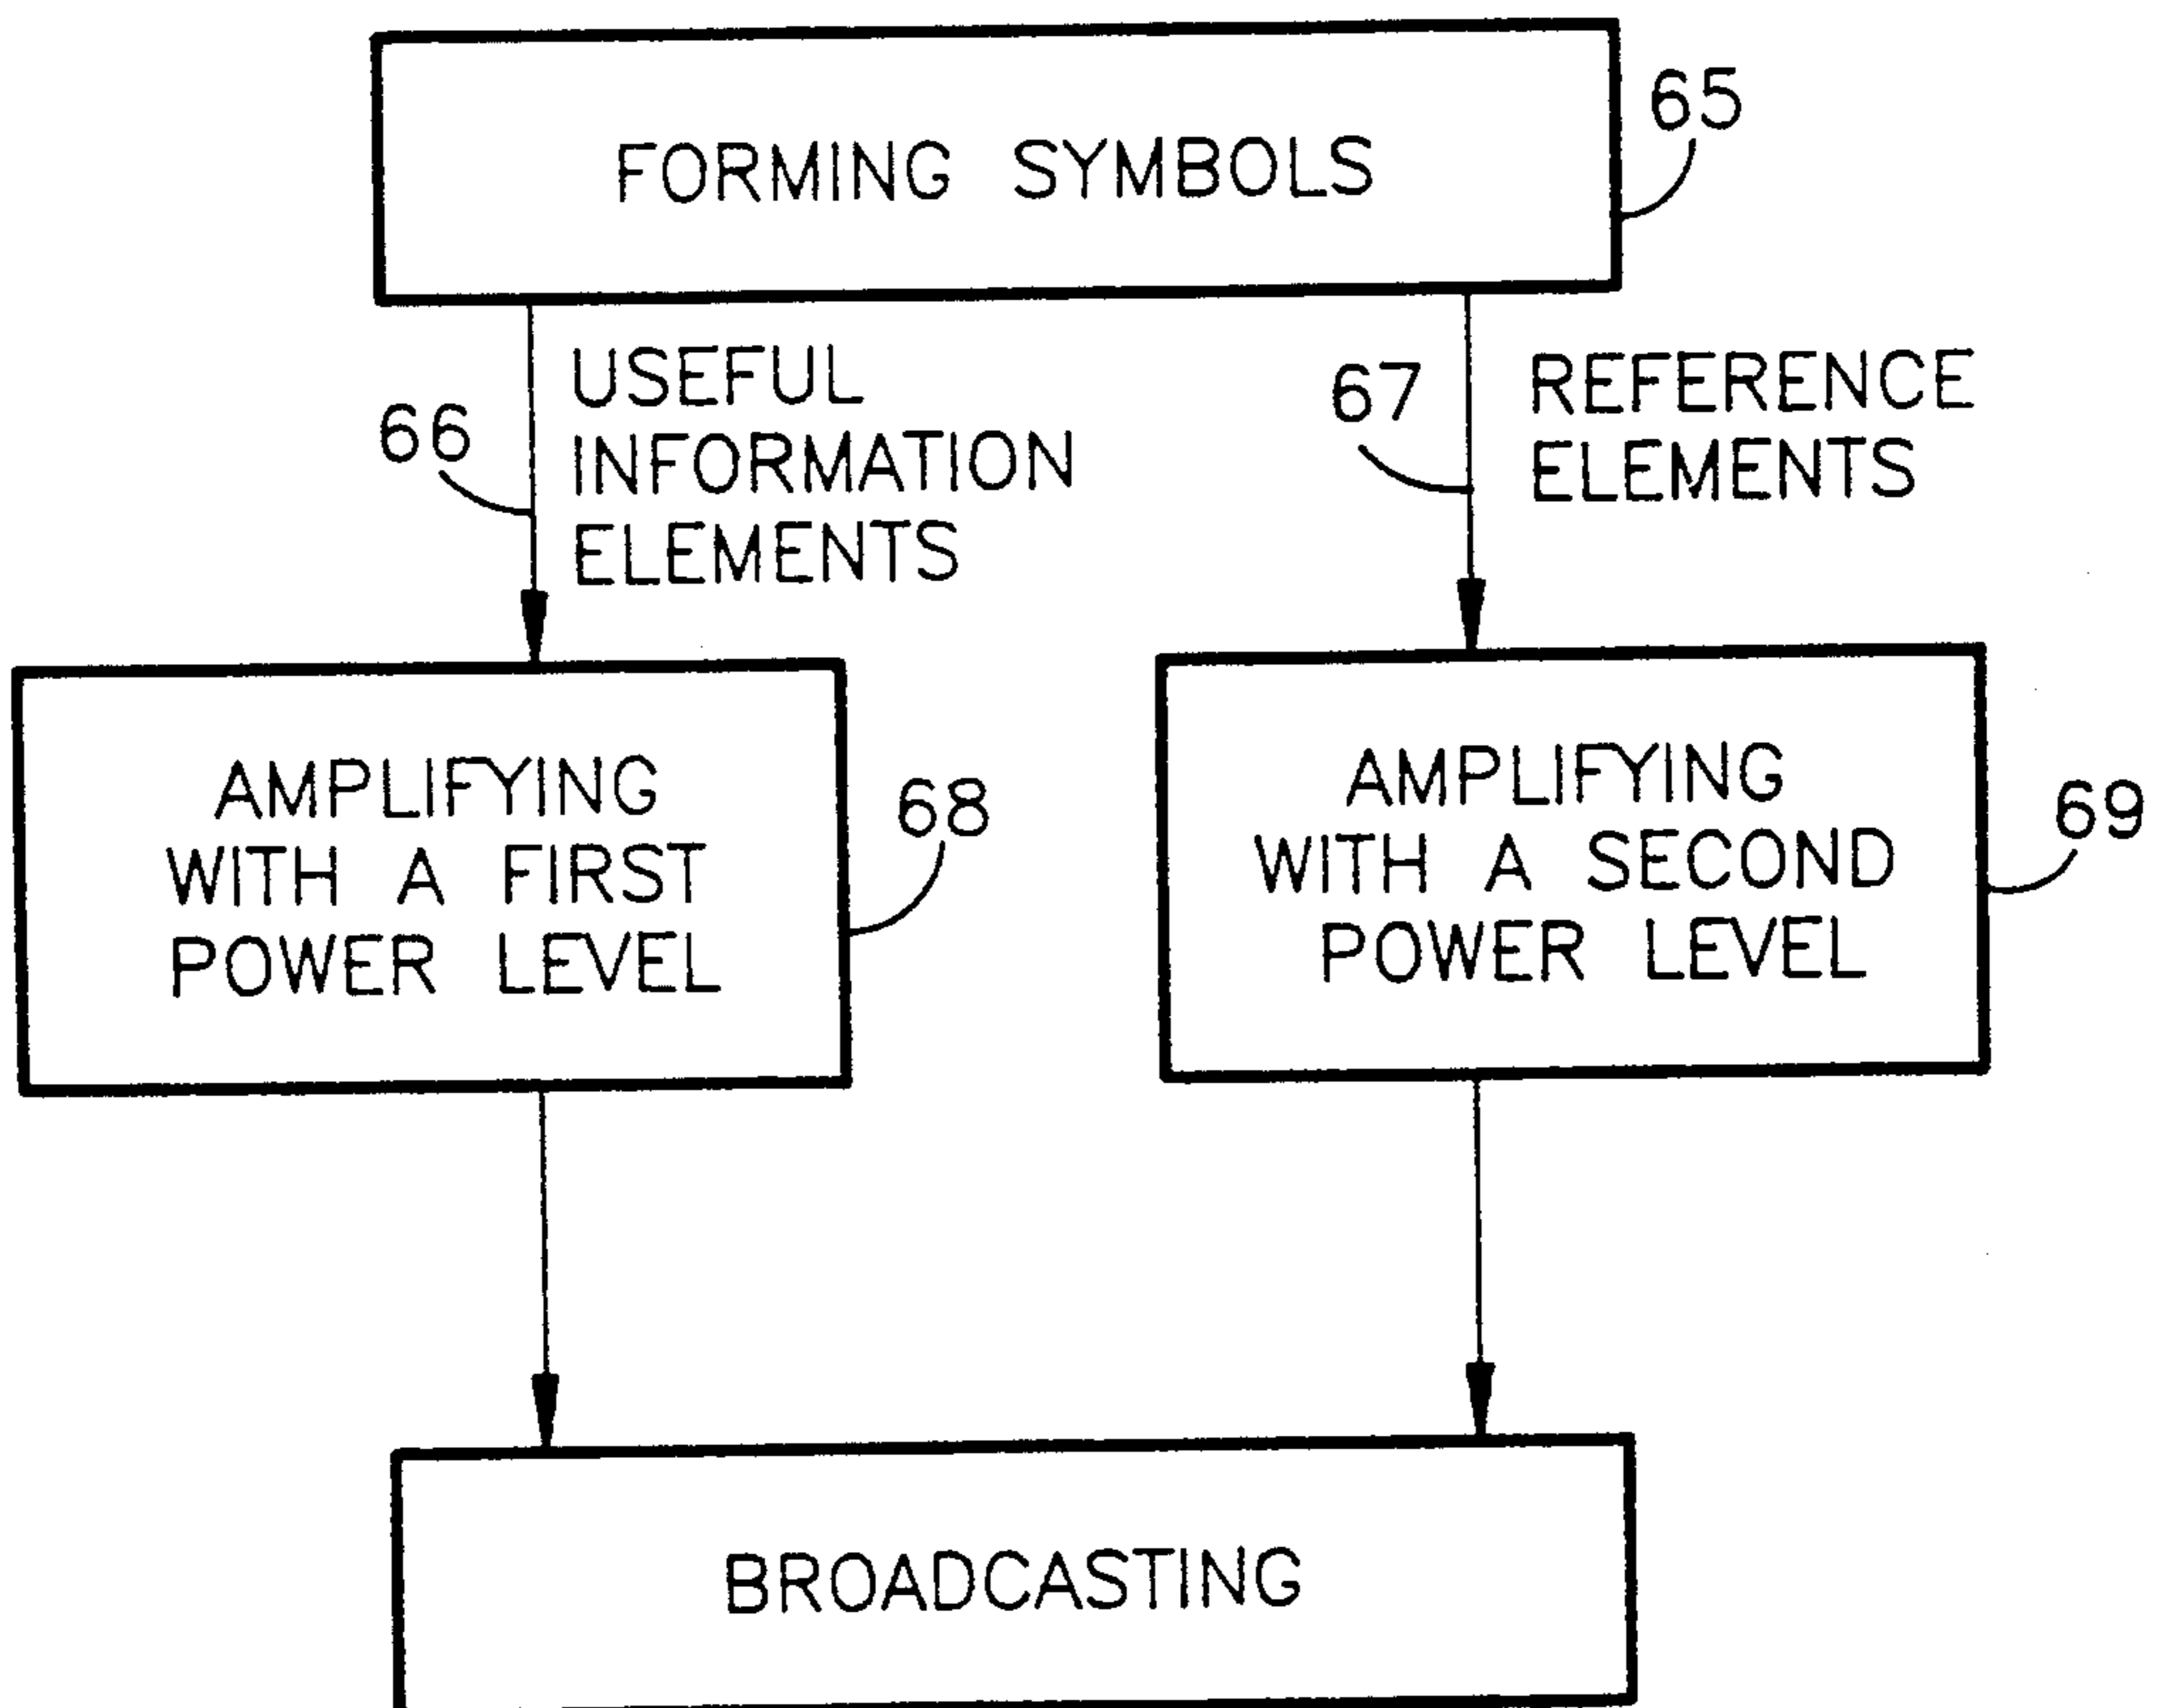 FORMING SYMBOLS
65
USEFUL
INFORMATION
ELEMENTS
66
67
REFERENCE
ELEMENTS
AMPLIFYING
WITH A FIRST
POWER LEVEL
68
AMPLIFYING
WITH A SECOND
POWER LEVEL
69
BROADCASTING